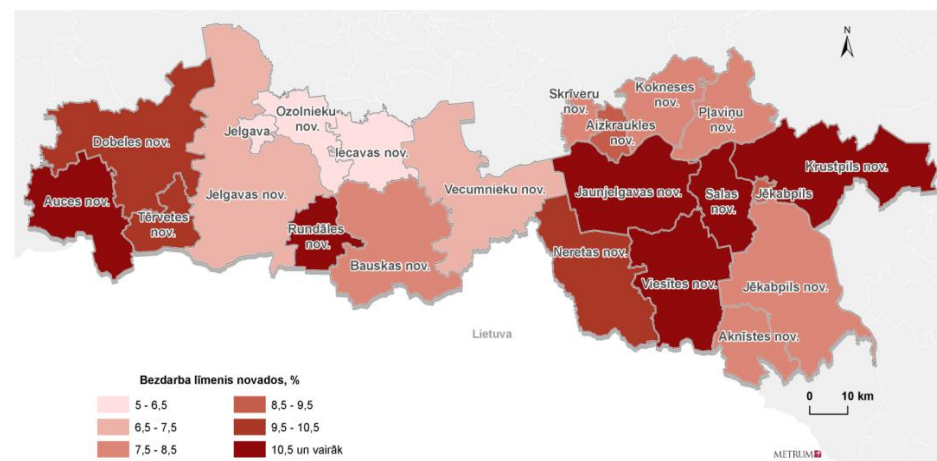 N
Skrīveru
nov.
Kokneses
nov.
Pļaviņu
nov.
Aizkraukles
nov.
Ozolnieku
nov.
Jelgava
Iecavas nov.
Dobeles nov.
Krustpils nov.
Auces nov.
Tērvetes
nov.
Jelgavas nov.
Vecumnieku nov.
Jaunjelgavas nov.
Salas
nov.
Jēkabpils
Rundāles
nov.
Bauskas nov.
Neretas nov.
Viesītes nov.
Jēkabpils nov.
Aknīstes nov.
Lietuva
Bezdarba līmenis novados, %
5 - 6,5
8,5 - 9,5
6,5 - 7,5
9,5 - 10,5
7,5 - 8,5
10,5 un vairāk
0 10 km
METRUM